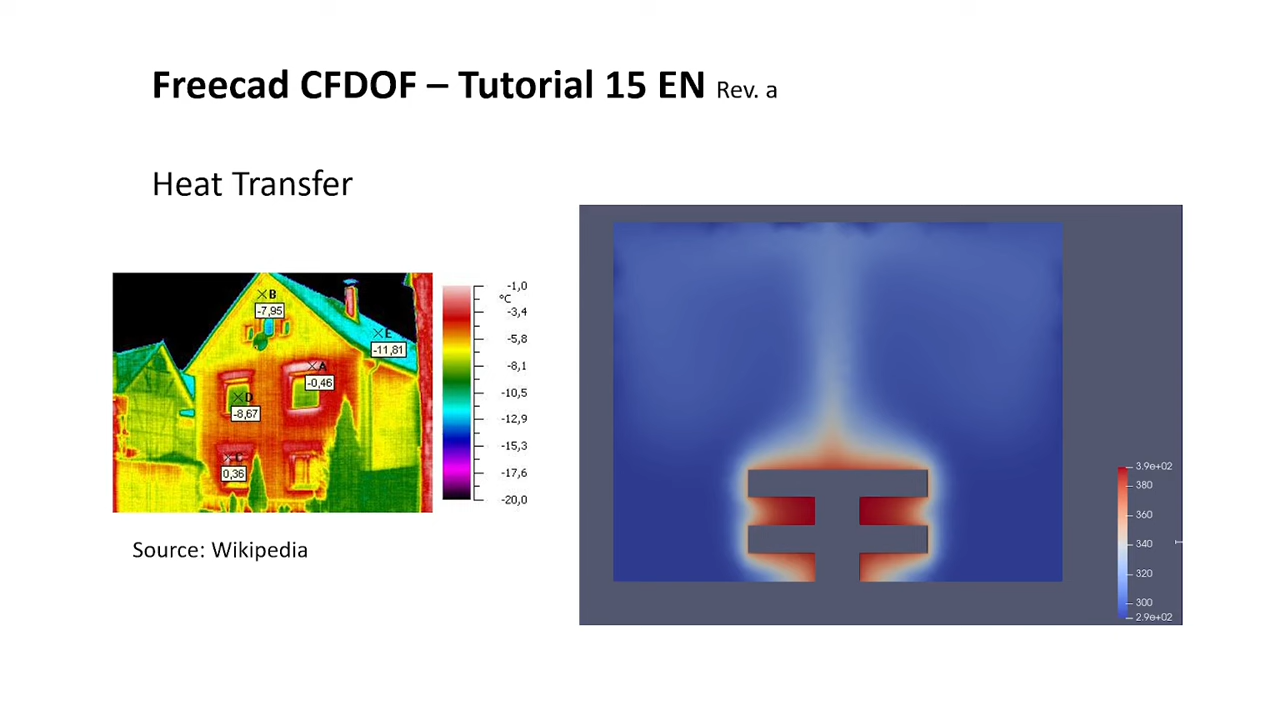 Freecad CFDOF – Tutorial 15 EN Rev. a
Heat Transfer
B
-7,95
E
-11,81
A
-0,46
D
-8,67
0,36
-1,0
°C
-3,4
-5,8
-8,1
-10,5
-12,9
-15,3
-17,6
-20,0
Source: Wikipedia
3.9e+02
380
360
340
320
300
2.9e+02